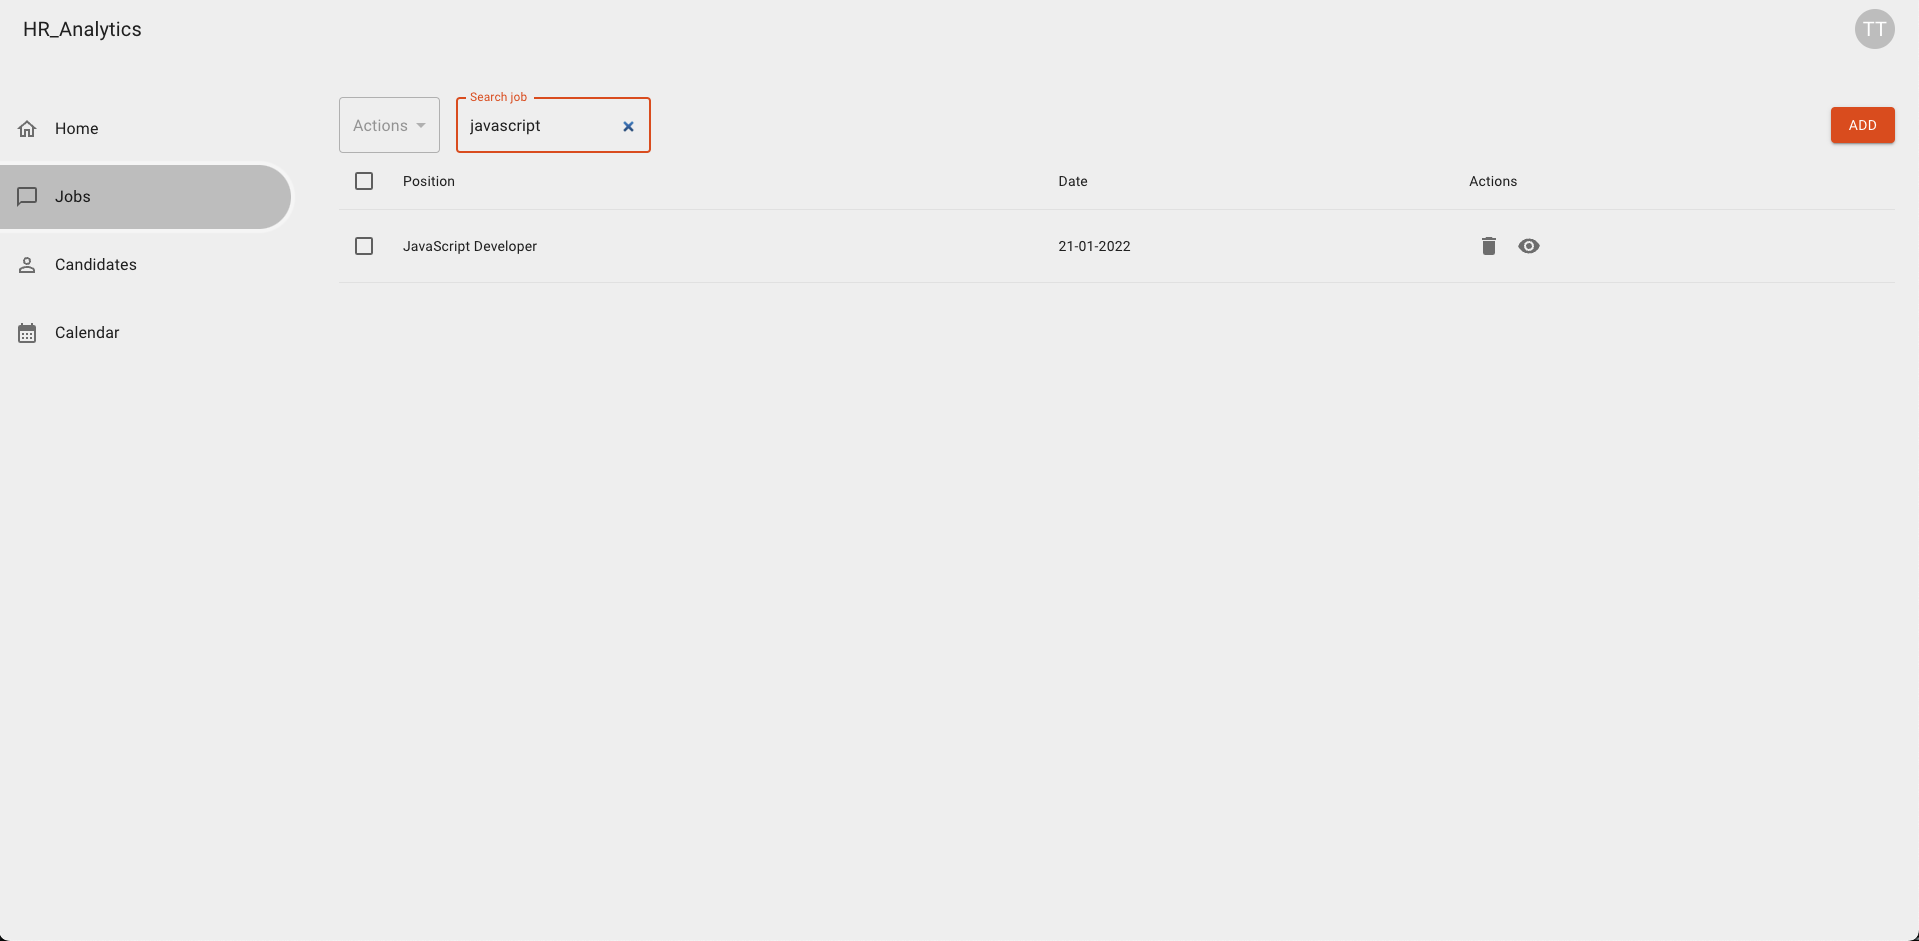 HR_Analytics
TT
Home
Jobs
Candidates
Calendar
Actions
Search job
javascript
ADD
Position Date Actions
JavaScript Developer 21-01-2022